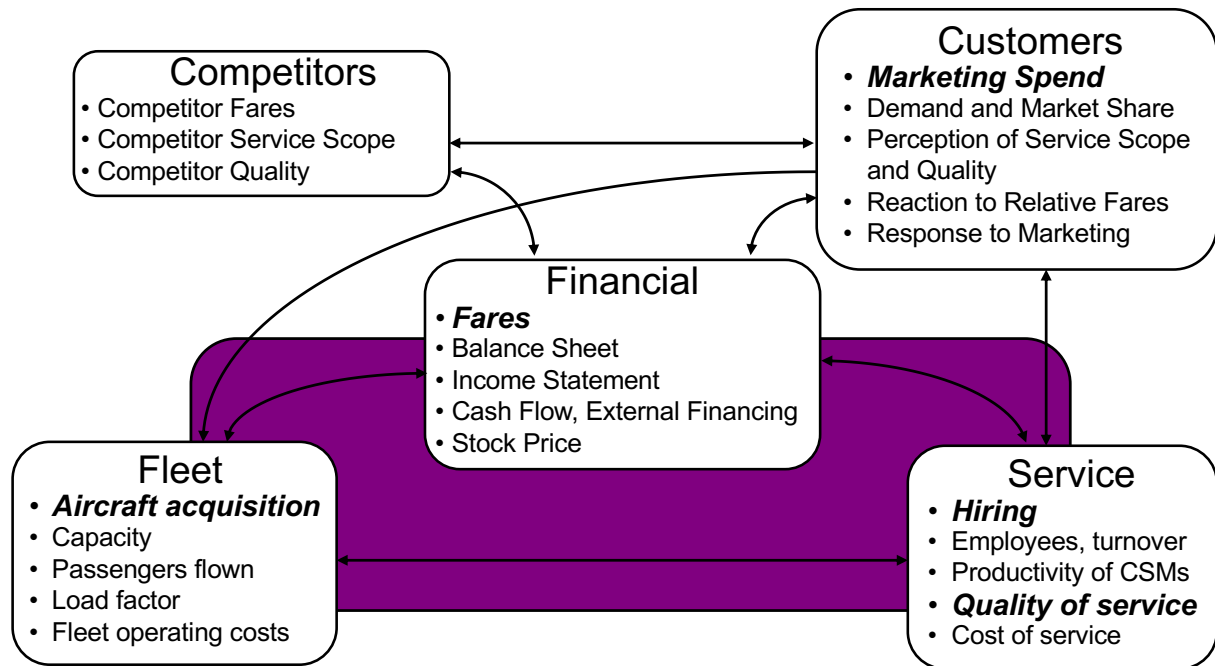 Competitors
• Competitor Fares
• Competitor Service Scope
• Competitor Quality
Customers
• Marketing Spend
• Demand and Market Share
• Perception of Service Scope
and Quality
• Reaction to Relative Fares
• Response to Marketing
Financial
• Fares
• Balance Sheet
• Income Statement
• Cash Flow, External Financing
• Stock Price
Fleet
• Aircraft acquisition
• Capacity
• Passengers flown
• Load factor
• Fleet operating costs
Service
• Hiring
• Employees, turnover
• Productivity of CSMs
• Quality of service
• Cost of service